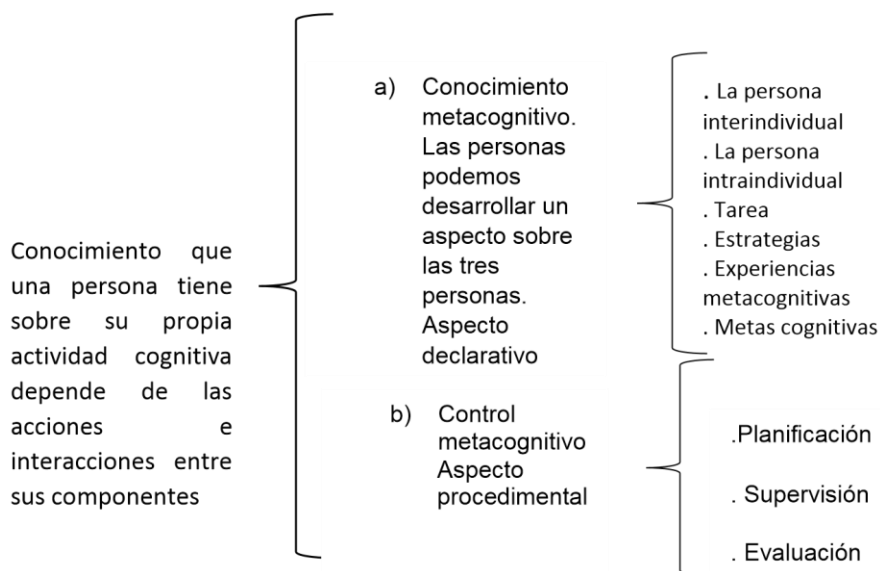 Conocimiento que
una persona tiene
sobre su propia
actividad cognitiva
depende de las
acciones e
interacciones entre
sus componentes
a) Conocimiento
metacognitivo.
Las personas
podemos
desarrollar un
aspecto sobre
las tres
personas.
Aspecto
declarativo
. La persona
interindividual
. La persona
intraindividual
. Tarea
. Estrategias
. Experiencias
metacognitivas
. Metas cognitivas
b) Control
metacognitivo
Aspecto
procedimental
.Planificación
. Supervisión
. Evaluación